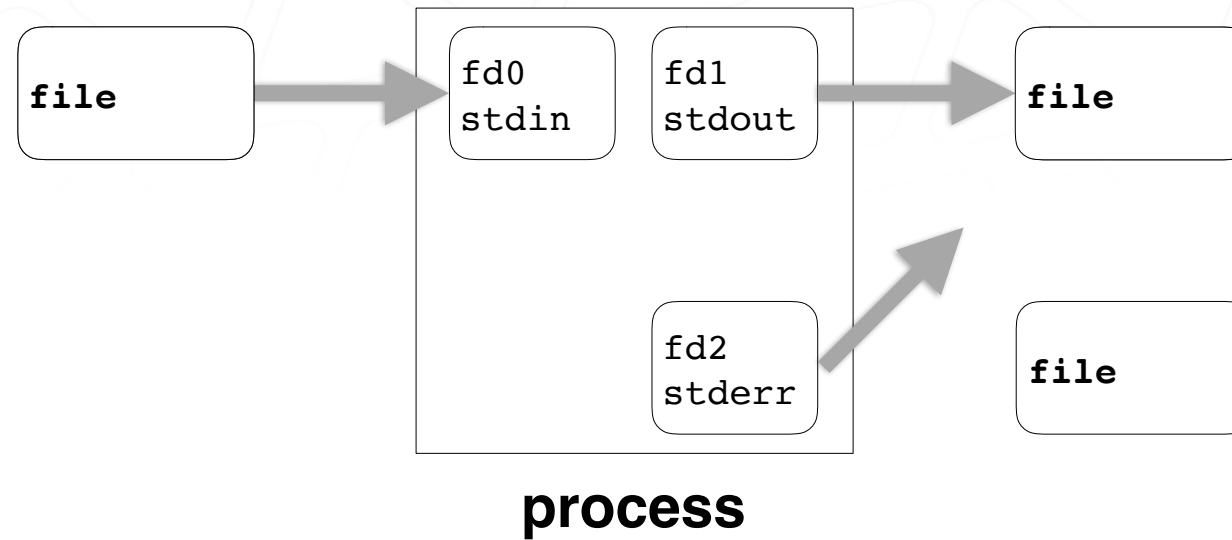 file
fd0
stdin
fd1
stdout
file
fd2
stderr
file
process